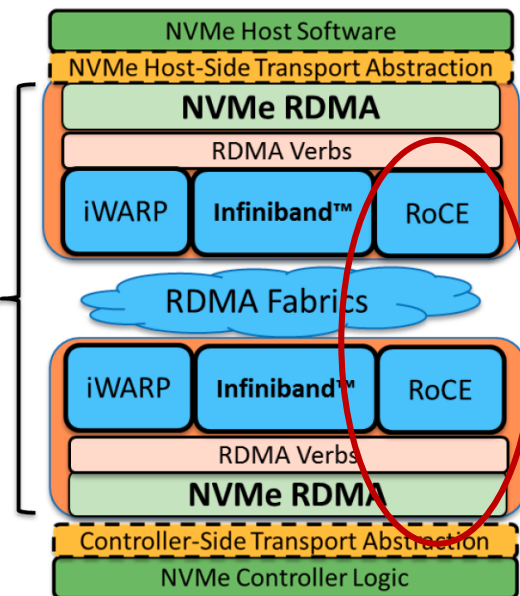 NVMe Host Software
NVMe Host-Side Transport Abstraction
NVMe RDMA
RDMA Verbs
iWARP Infiniband™ RoCE
RDMA Fabrics
iWARP Infiniband™ RoCE
RDMA Verbs
NVMe RDMA
Controller-Side Transport Abstraction
NVMe Controller Logic